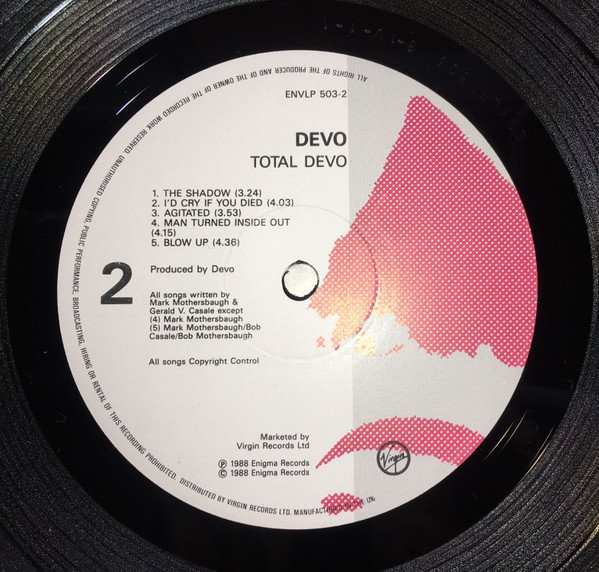 ENVLP 503-2
DEVO
TOTAL DEVO
1. THE SHADOW (3.24)
2. I'D CRY IF YOU DIED (4.03)
3. AGITATED (3.53)
4. MAN TURNED INSIDE OUT
(4.15)
5. BLOW UP (4.36)
2
Produced by Devo
All songs written by
Mark Mothersbaugh &
Gerald V. Casale except
(4) Mark Mothersbaugh
(5) Mark Mothersbaugh/Bob
Casale/Bob Mothersbaugh
All songs Copyright Control
Marketed by
Virgin Records Ltd
℗ 1988 Enigma Records
© 1988 Enigma Records
Virgin
ALL RIGHTS OF THE PRODUCER AND OF THE OWNER OF THE RECORDED WORK RESERVED. UNAUTHORISED COPYING, PUBLIC PERFORMANCE, BROADCASTING, HIRING OR RENTAL OF THIS RECORDING PROHIBITED. DISTRIBUTED BY VIRGIN RECORDS LTD. MANUFACTURED IN THE UK.